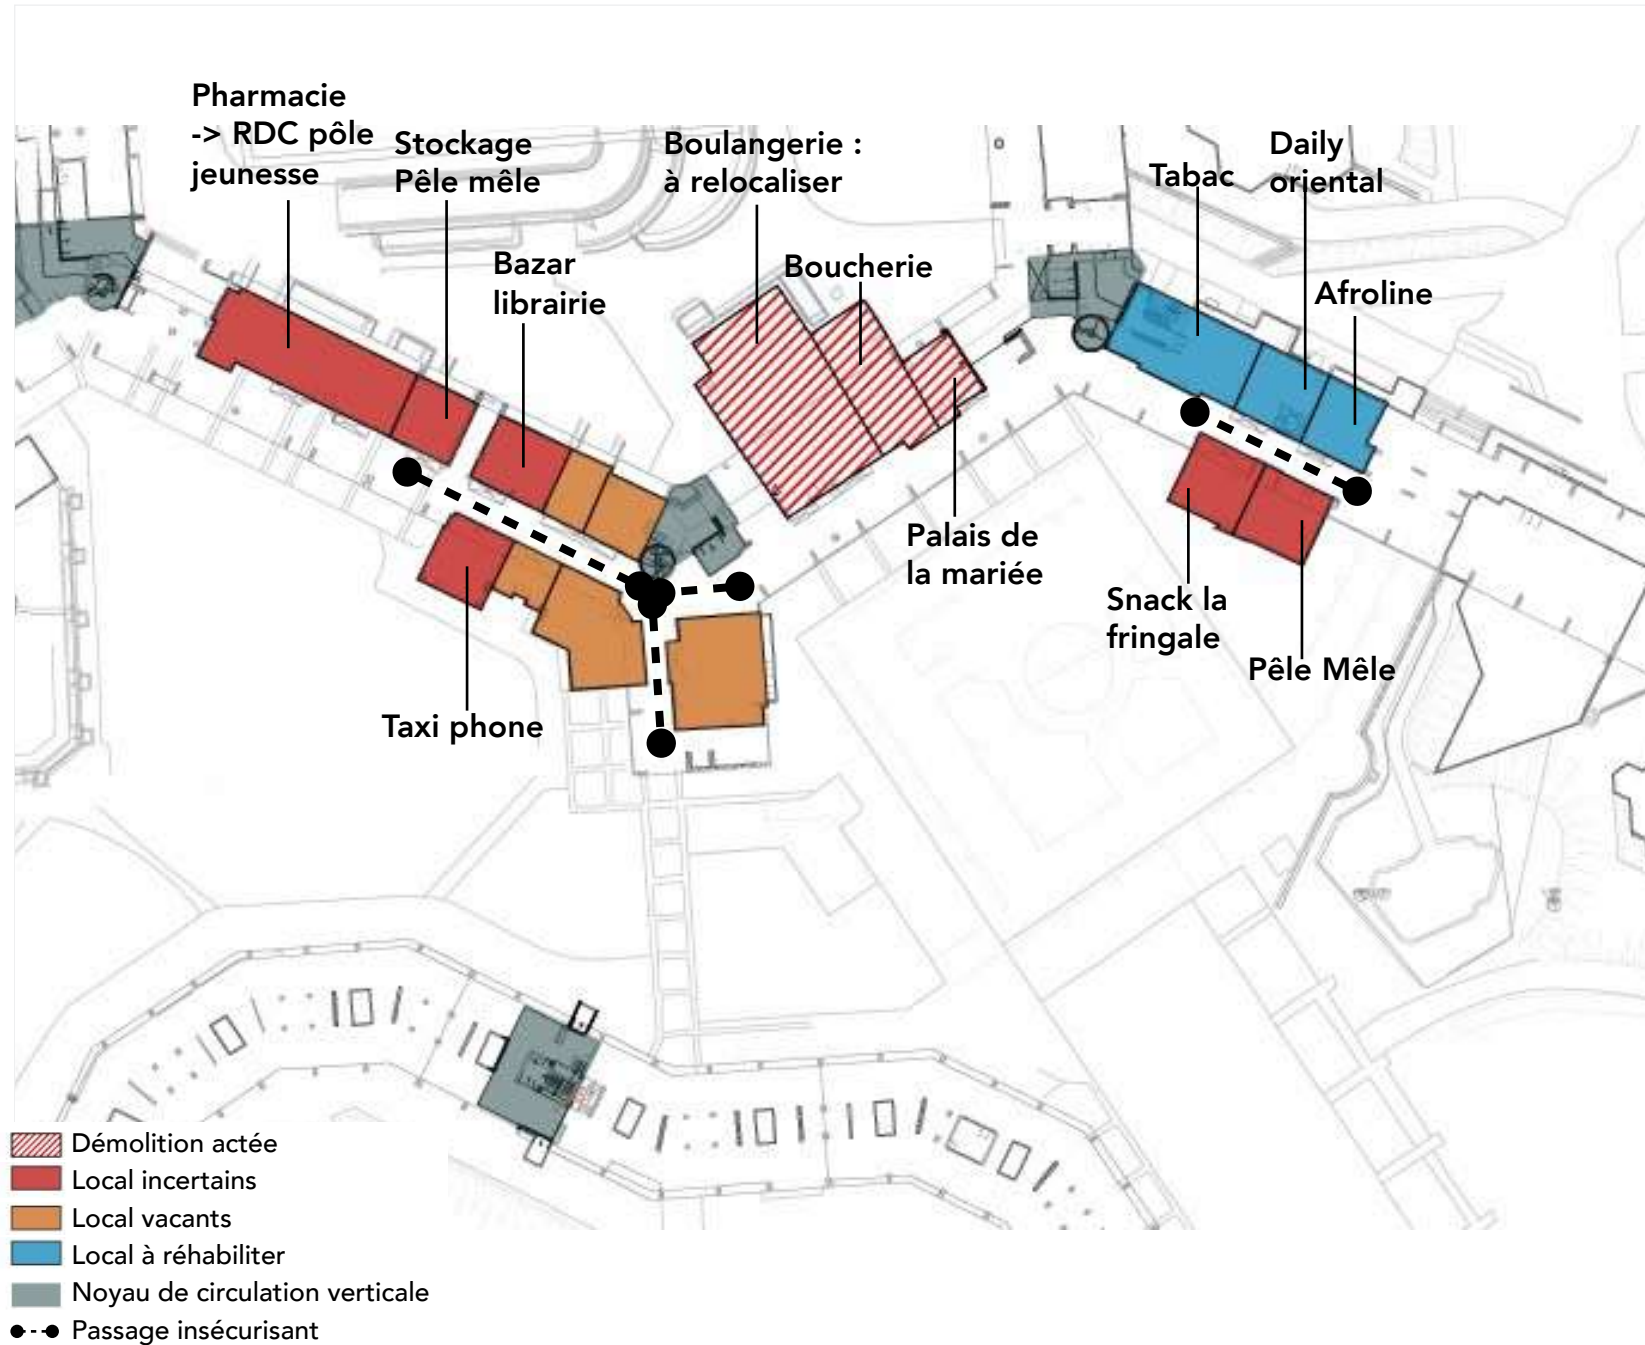 Pharmacie
-> RDC pôle
jeunesse
Stockage
Pêle mêle
Bazar
librairie
Boulangerie :
à relocaliser
Boucherie
Tabac
Daily
oriental
Afroline
Palais de
la mariée
Snack la
fringale
Pêle Mêle
Taxi phone
Démolition actée
Local incertains
Local vacants
Local à réhabiliter
Noyau de circulation verticale
Passage insécurisant